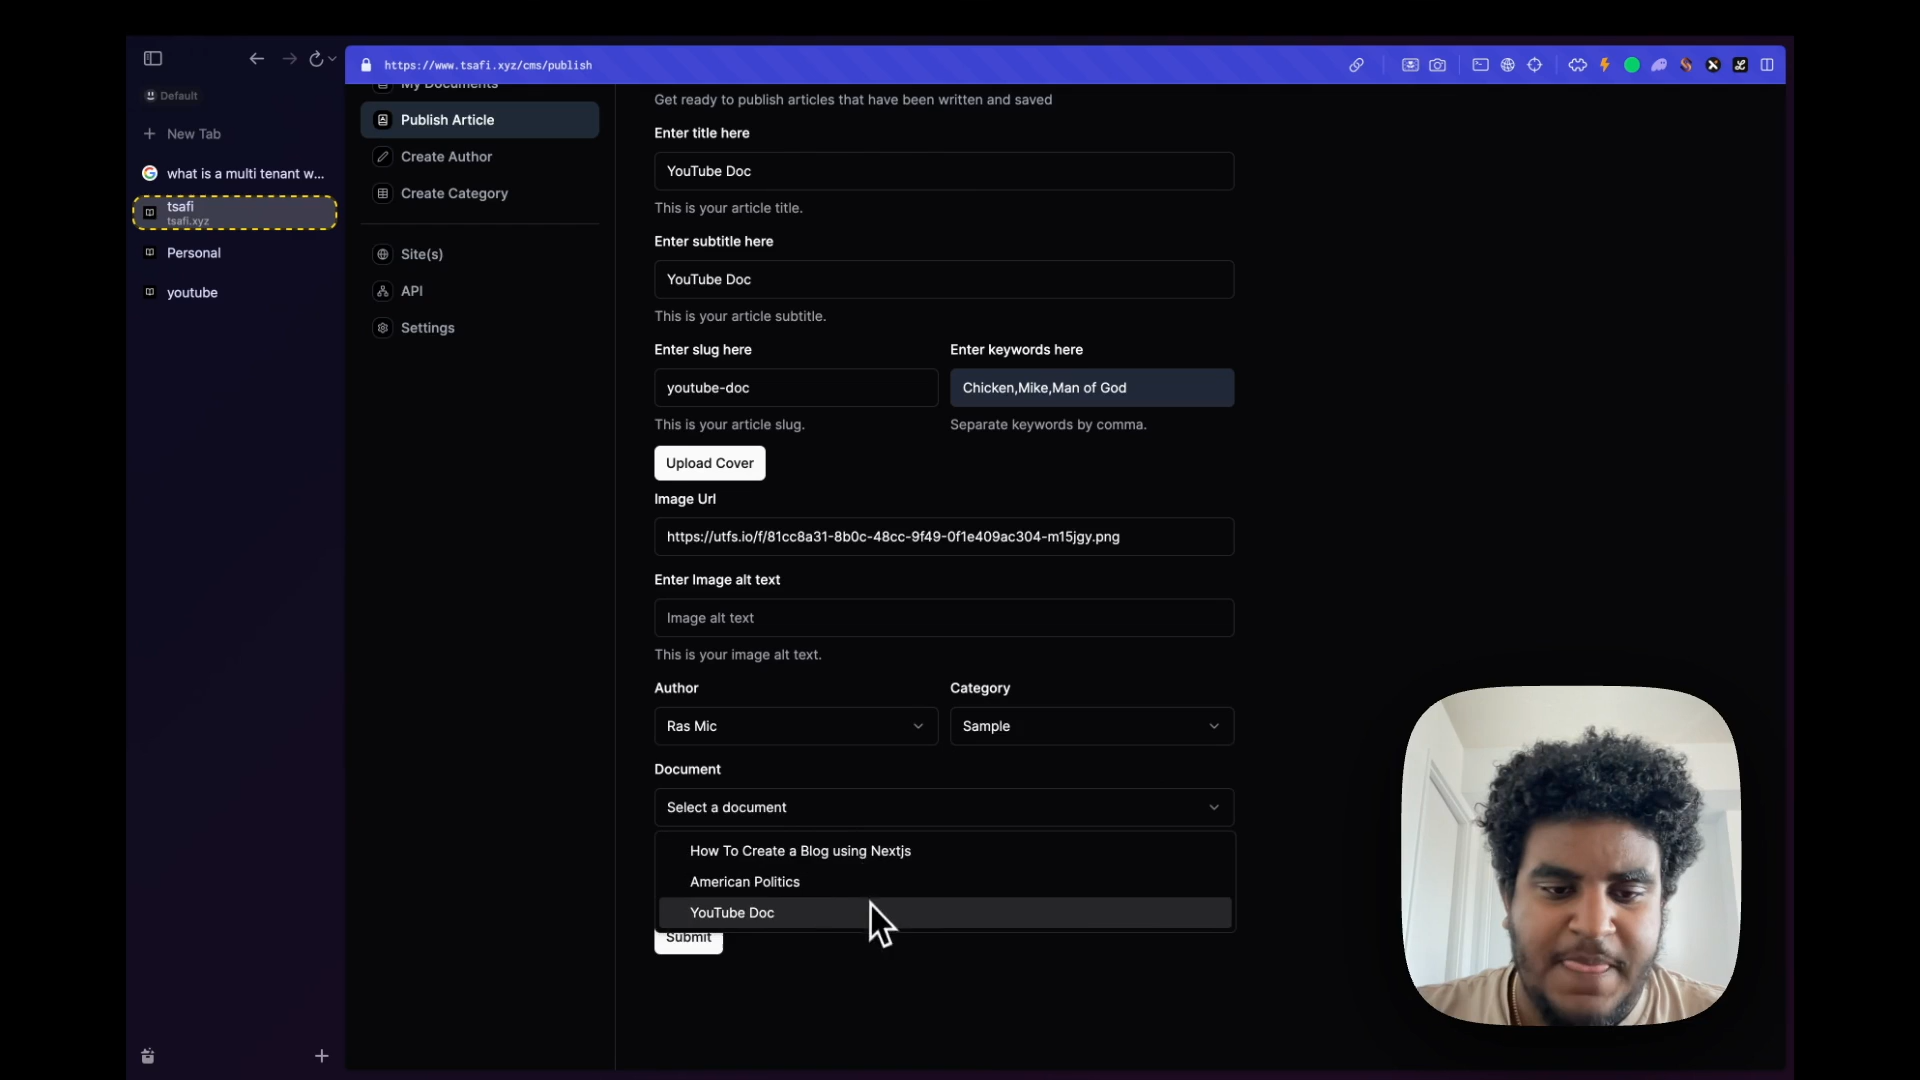 https://www.tsafi.xyz/cms/publish
Default
New Tab
what is a multi tenant w...
tsafi
tsafi.xyz
Personal
youtube
My Documents
Publish Article
Create Author
Create Category
Site(s)
API
Settings
Get ready to publish articles that have been written and saved
Enter title here
YouTube Doc
This is your article title.
Enter subtitle here
YouTube Doc
This is your article subtitle.
Enter slug here
Enter keywords here
youtube-doc
Chicken,Mike,Man of God
This is your article slug.
Separate keywords by comma.
Upload Cover
Image Url
https://utfs.io/f/81cc8a31-8b0c-48cc-9f49-0f1e409ac304-m15jgy.png
Enter Image alt text
Image alt text
This is your image alt text.
Author
Category
Ras Mic
Sample
Document
Select a document
How To Create a Blog using Nextjs
American Politics
YouTube Doc
Submit